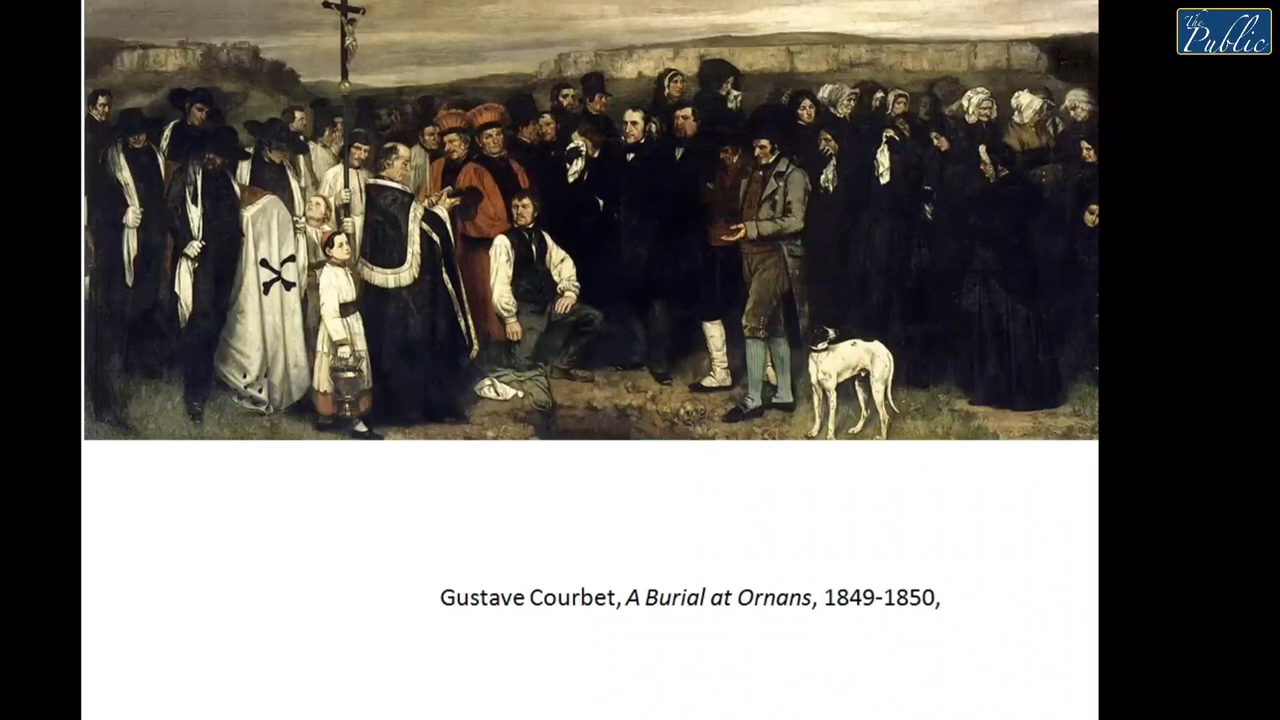 The
Public
Gustave Courbet, A Burial at Ornans, 1849-1850,